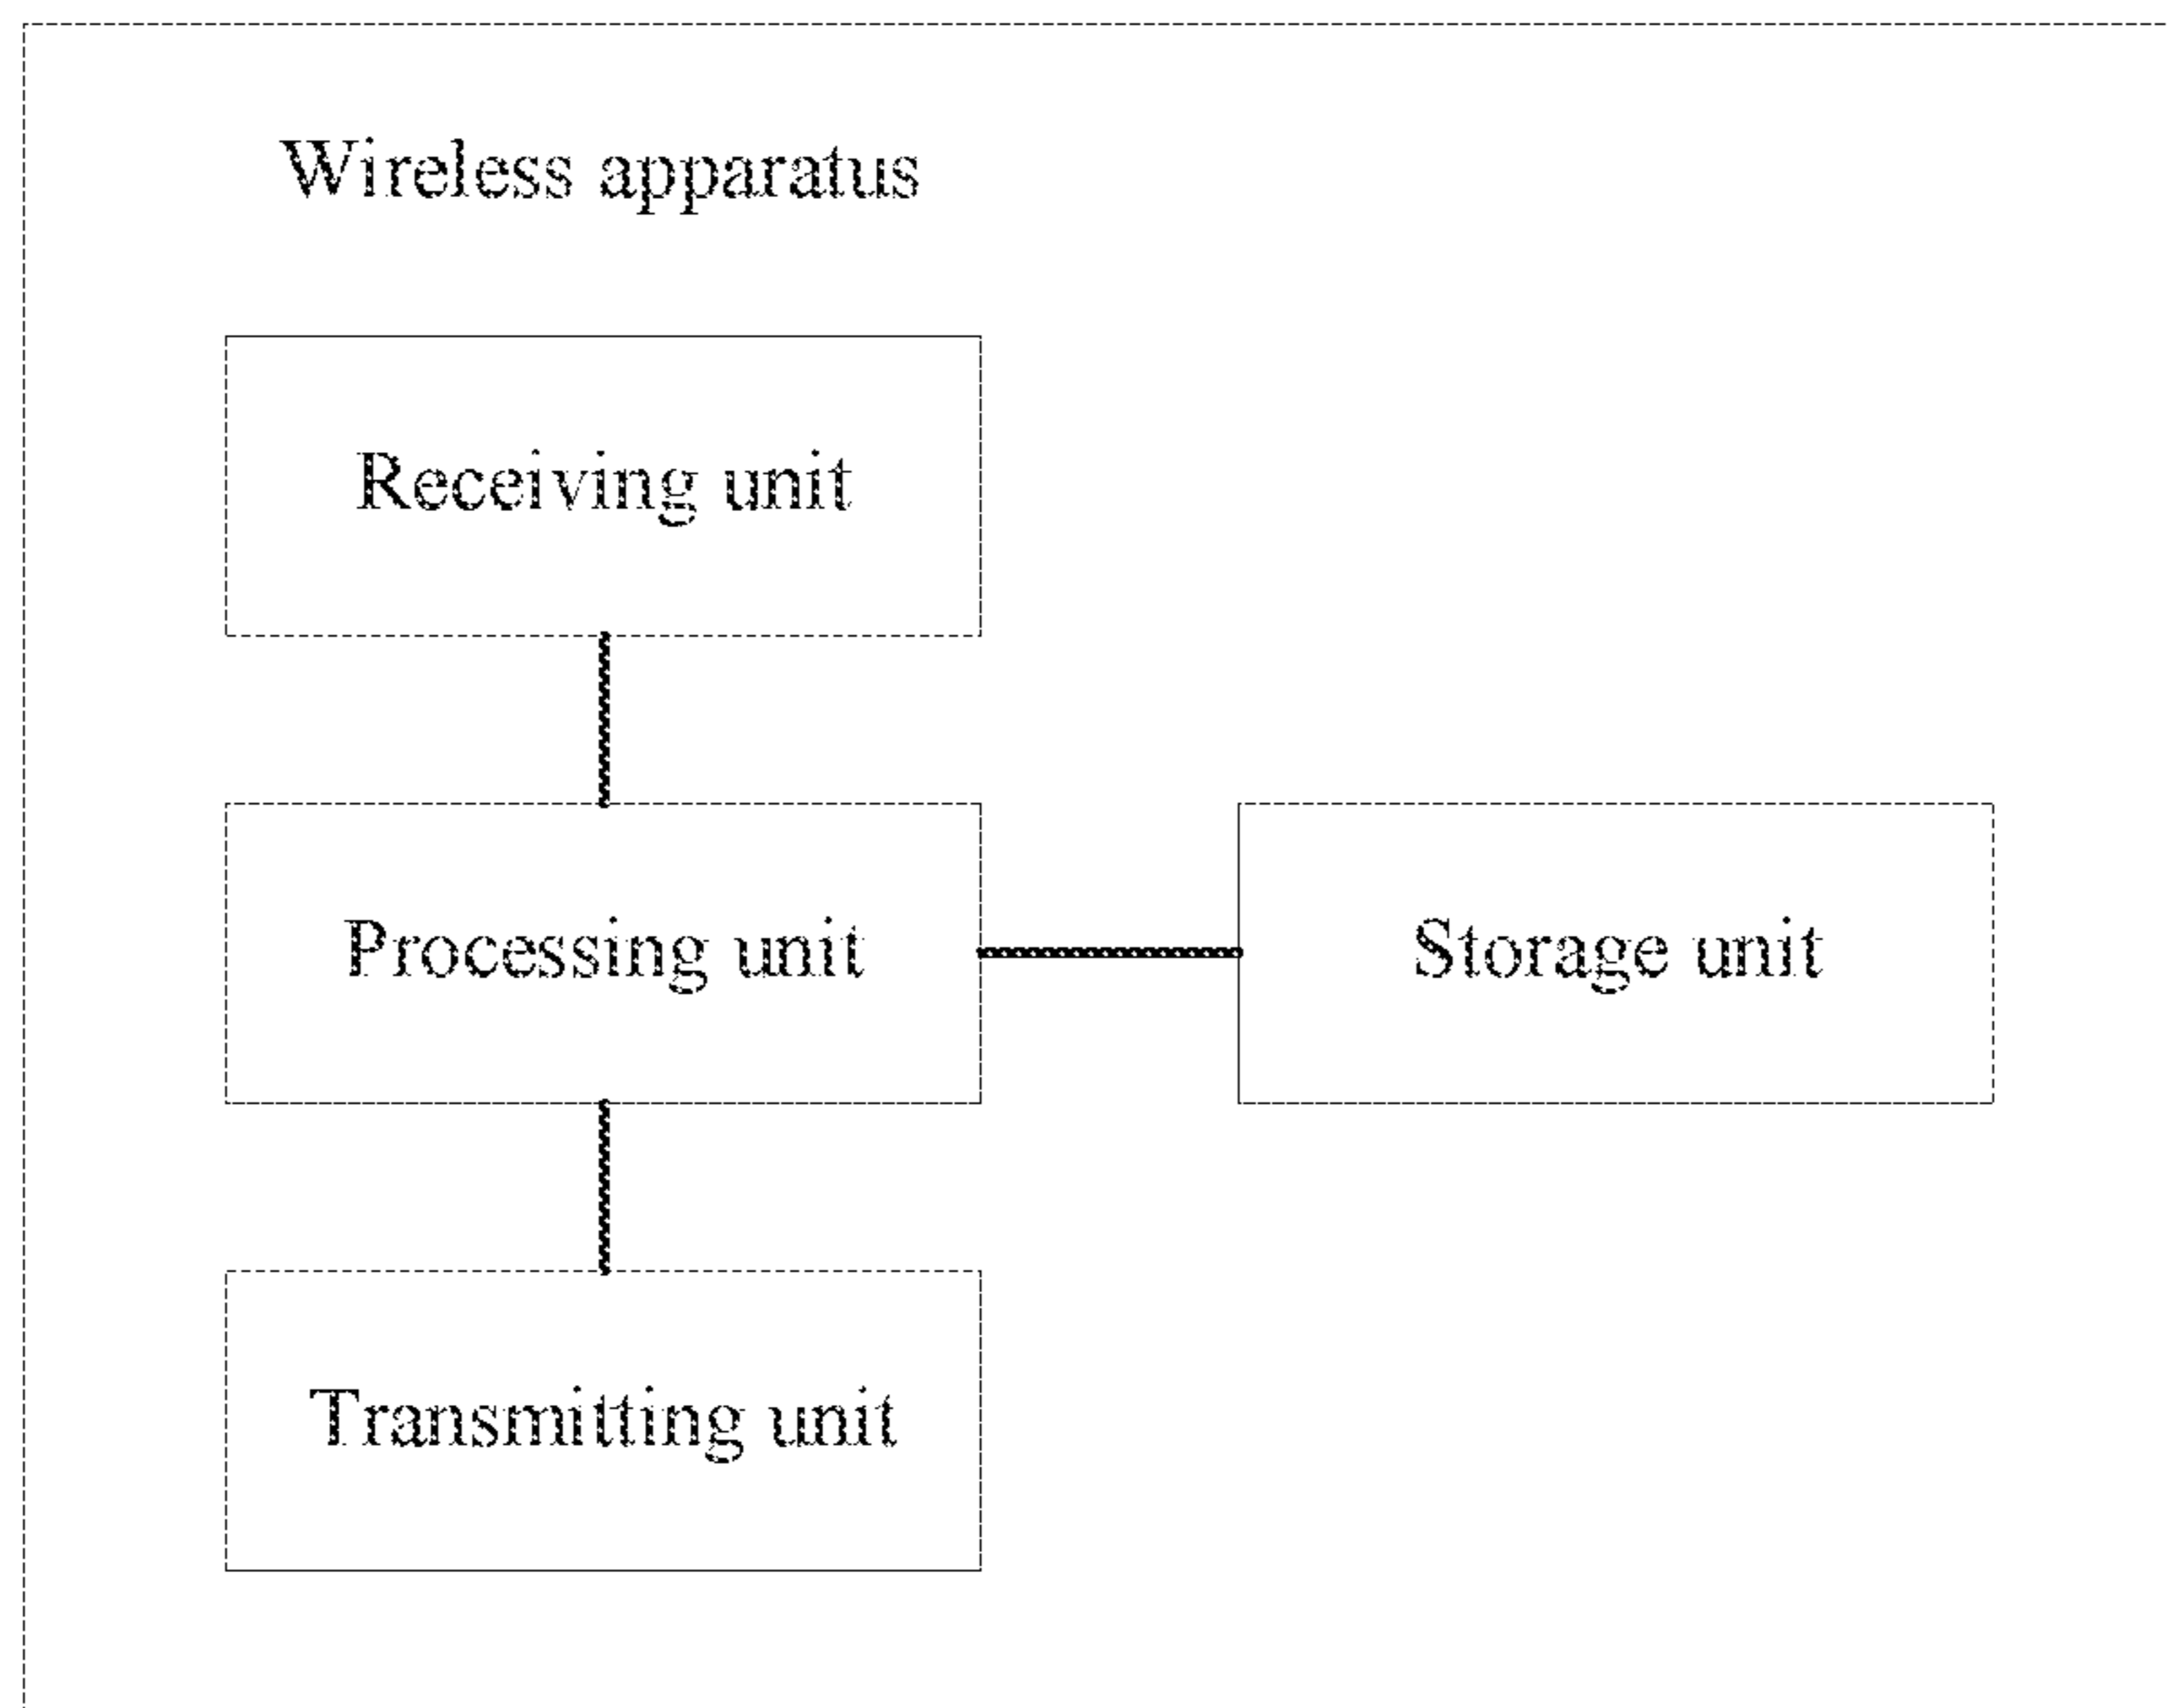 Wireless apparatus
Receiving unit
Processing unit
Storage unit
Transmitting unit